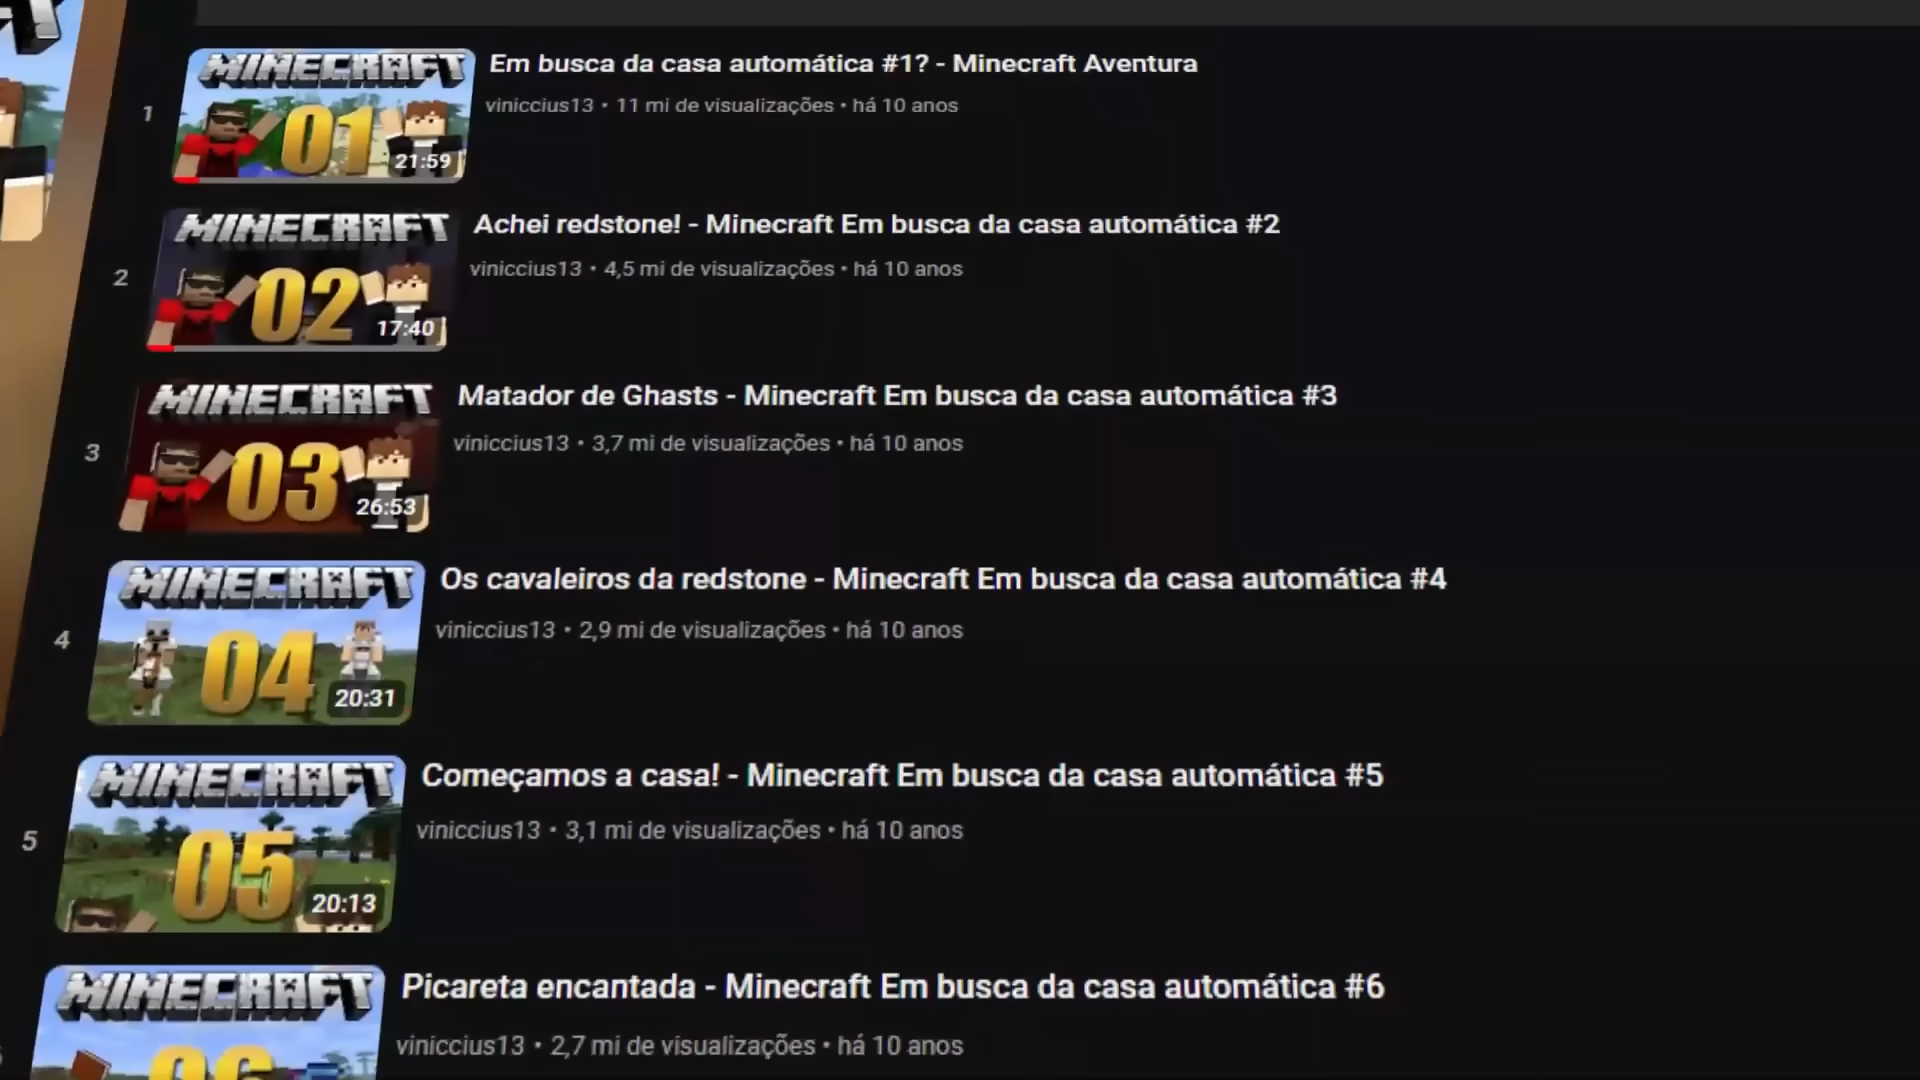 1
MINECRAFT
01
21:59
Em busca da casa automática #1? - Minecraft Aventura
viniccius13 • 11 mi de visualizações • há 10 anos
2
MINECRAFT
02
17:40
Achei redstone! - Minecraft Em busca da casa automática #2
viniccius13 • 4,5 mi de visualizações • há 10 anos
3
MINECRAFT
03
26:53
Matador de Ghasts - Minecraft Em busca da casa automática #3
viniccius13 • 3,7 mi de visualizações • há 10 anos
4
MINECRAFT
04
20:31
Os cavaleiros da redstone - Minecraft Em busca da casa automática #4
viniccius13 • 2,9 mi de visualizações • há 10 anos
5
MINECRAFT
05
20:13
Começamos a casa! - Minecraft Em busca da casa automática #5
viniccius13 • 3,1 mi de visualizações • há 10 anos
MINECRAFT
06
Picareta encantada - Minecraft Em busca da casa automática #6
viniccius13 • 2,7 mi de visualizações • há 10 anos